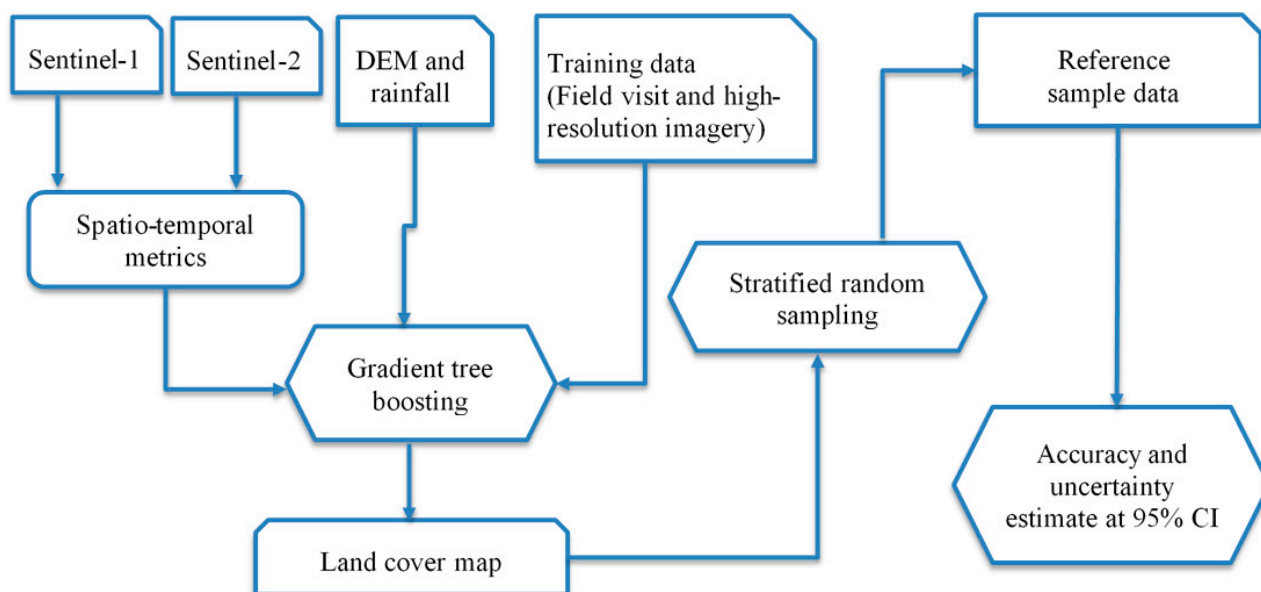 Sentinel-1
Sentinel-2
DEM and
rainfall
Training data
(Field visit and high-
resolution imagery)
Reference
sample data
Spatio-temporal
metrics
Stratified random
sampling
Gradient tree
boosting
Accuracy and
uncertainty
estimate at 95% CI
Land cover map